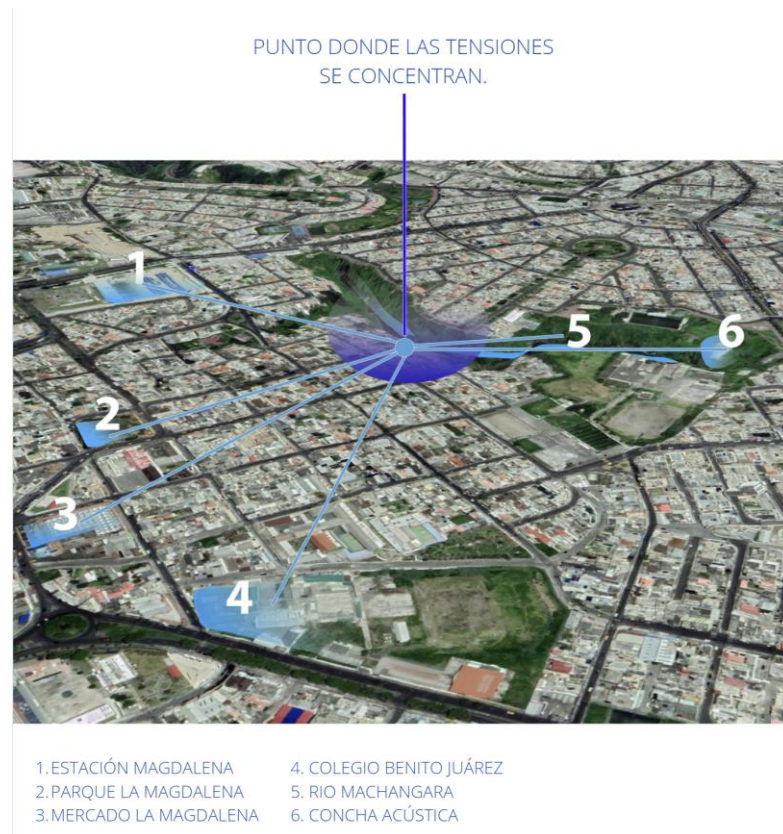 PUNTO DONDE LAS TENSIONES
SE CONCENTRAN.
1
2
3
4
5
6
1. ESTACIÓN MAGDALENA
2. PARQUE LA MAGDALENA
3. MERCADO LA MAGDALENA
4. COLEGIO BENITO JUÁREZ
5. RIO MACHANGARA
6. CONCHA ACÚSTICA